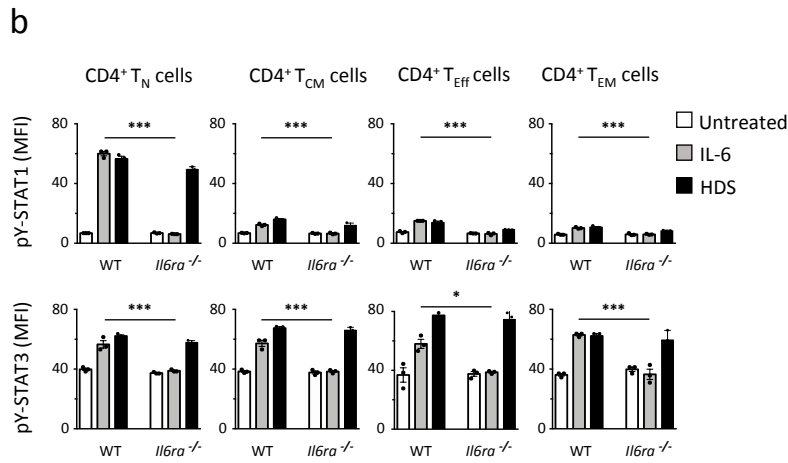 b
CD4+ TN cells CD4+ TCM cells CD4+ TEff cells CD4+ TEM cells
pY-STAT1 (MFI)
80 80 80 80
*** *** *** ***
Untreated
IL-6
HDS
40 40 40 40
0 0 0 0
WT Il6ra -/- WT Il6ra -/- WT Il6ra -/- WT Il6ra -/-
pY-STAT3 (MFI)
80 80 80 80
*** *** * ***
40 40 40 40
0 0 0 0
WT Il6ra -/- WT Il6ra -/- WT Il6ra -/- WT Il6ra -/-